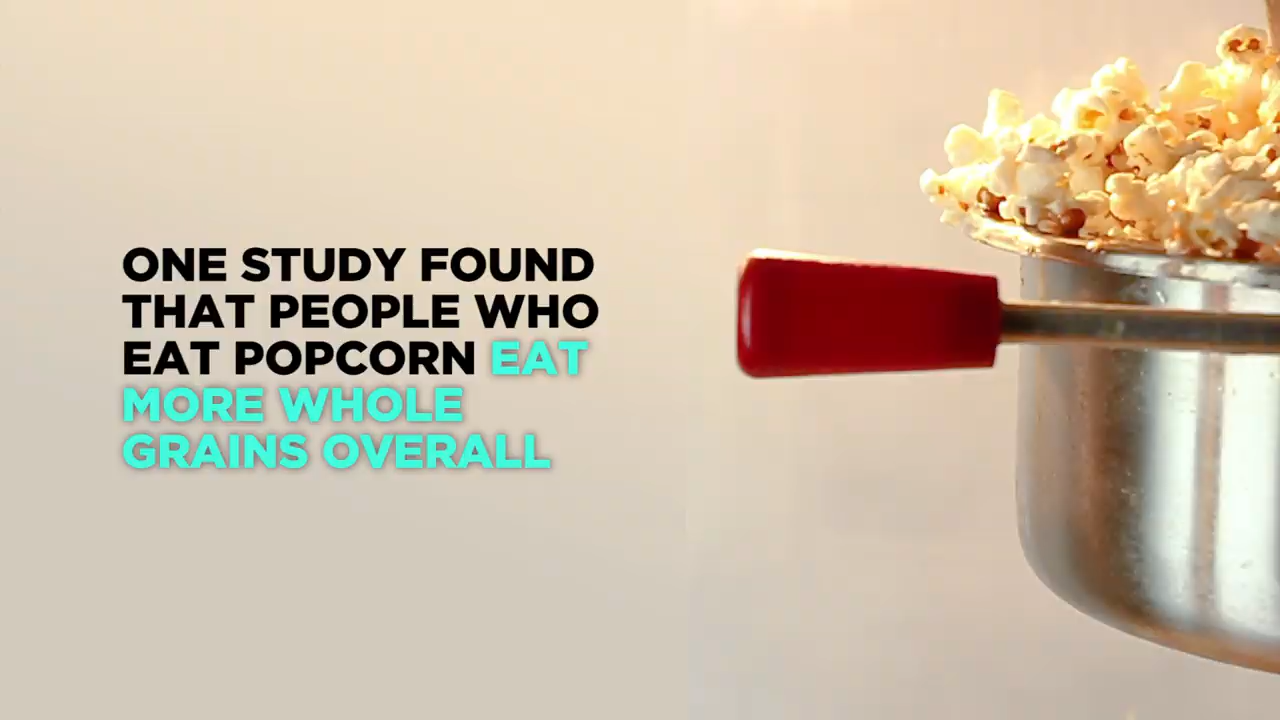 ONE STUDY FOUND
THAT PEOPLE WHO
EAT POPCORN EAT
MORE WHOLE
GRAINS OVERALL